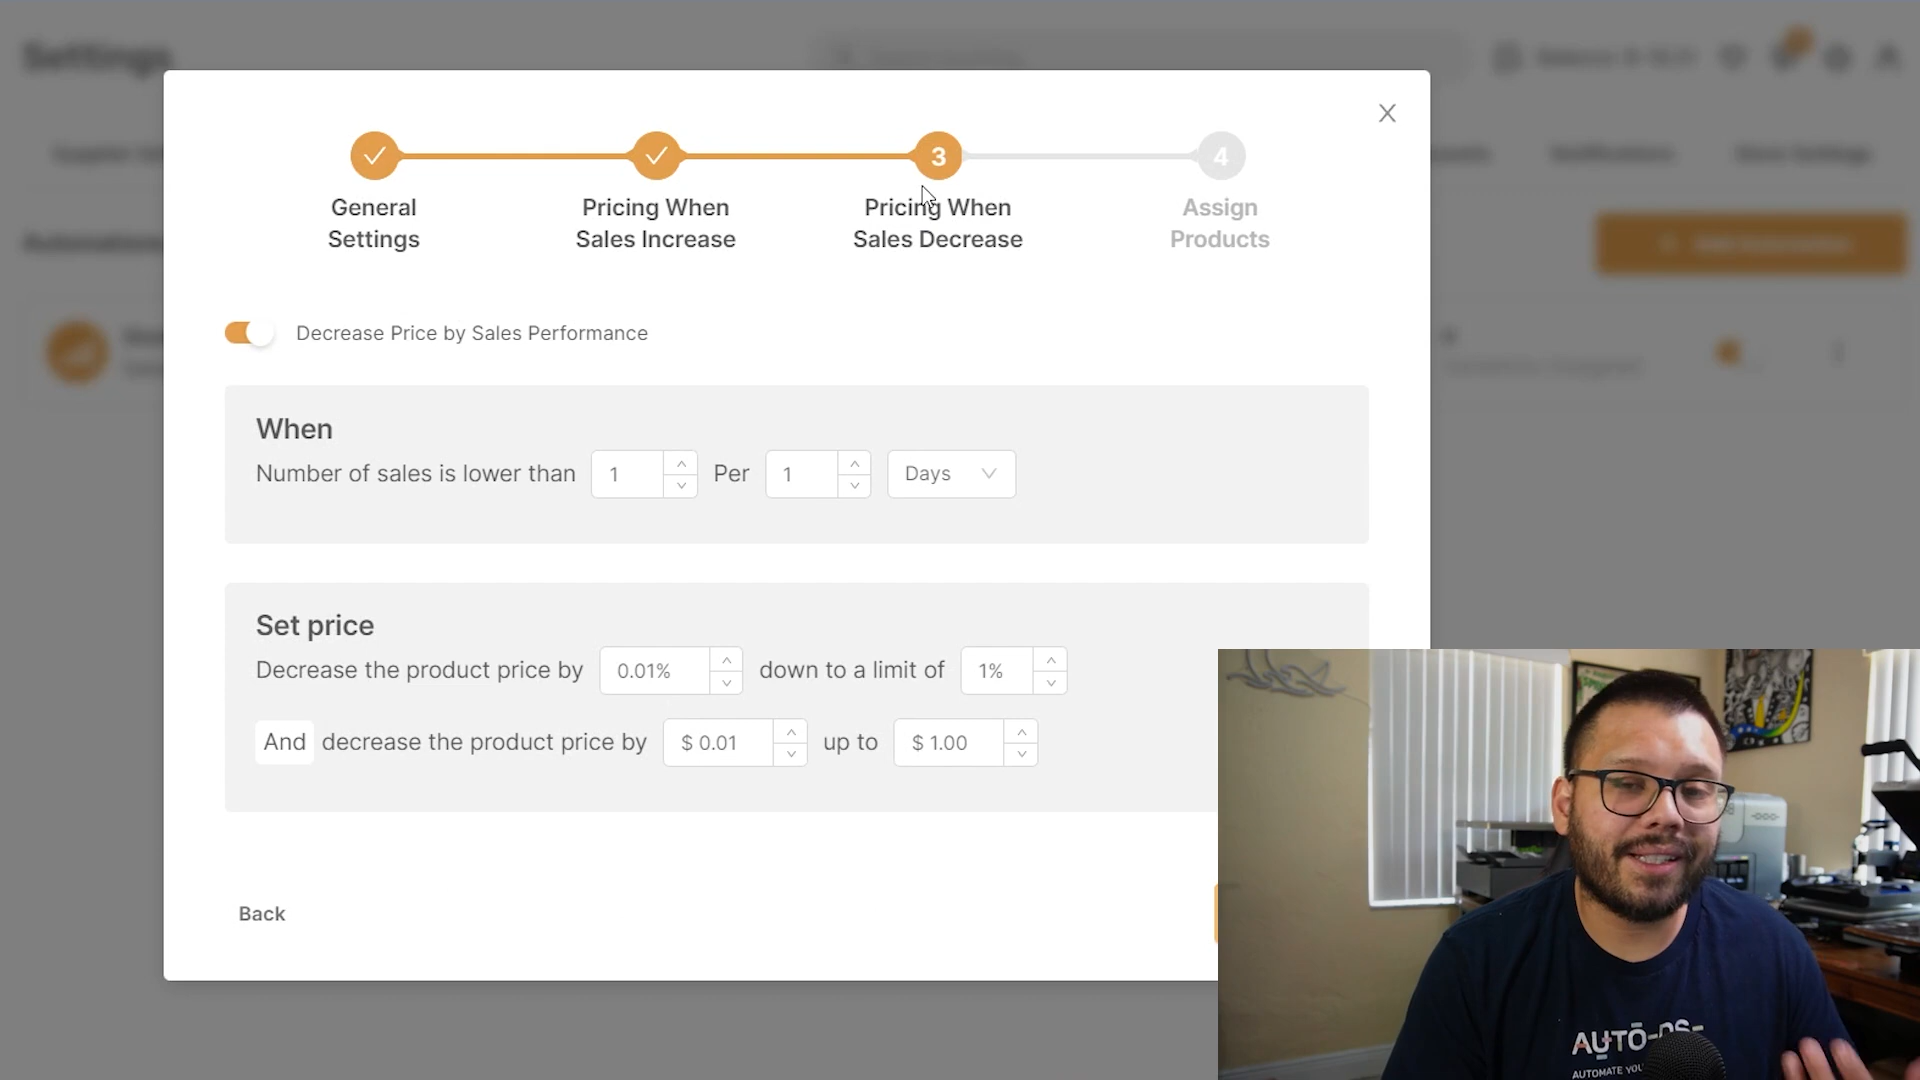 Settings
3
4
General
Settings
Pricing When
Sales Increase
Pricing When
Sales Decrease
Assign
Products
Automations
Decrease Price by Sales Performance
When
Number of sales is lower than 1 Per 1 Days
Set price
Decrease the product price by 0.01% down to a limit of 1%
And decrease the product price by $ 0.01 up to $ 1.00
Back
AUTO-DS-
AUTOMATE YOU